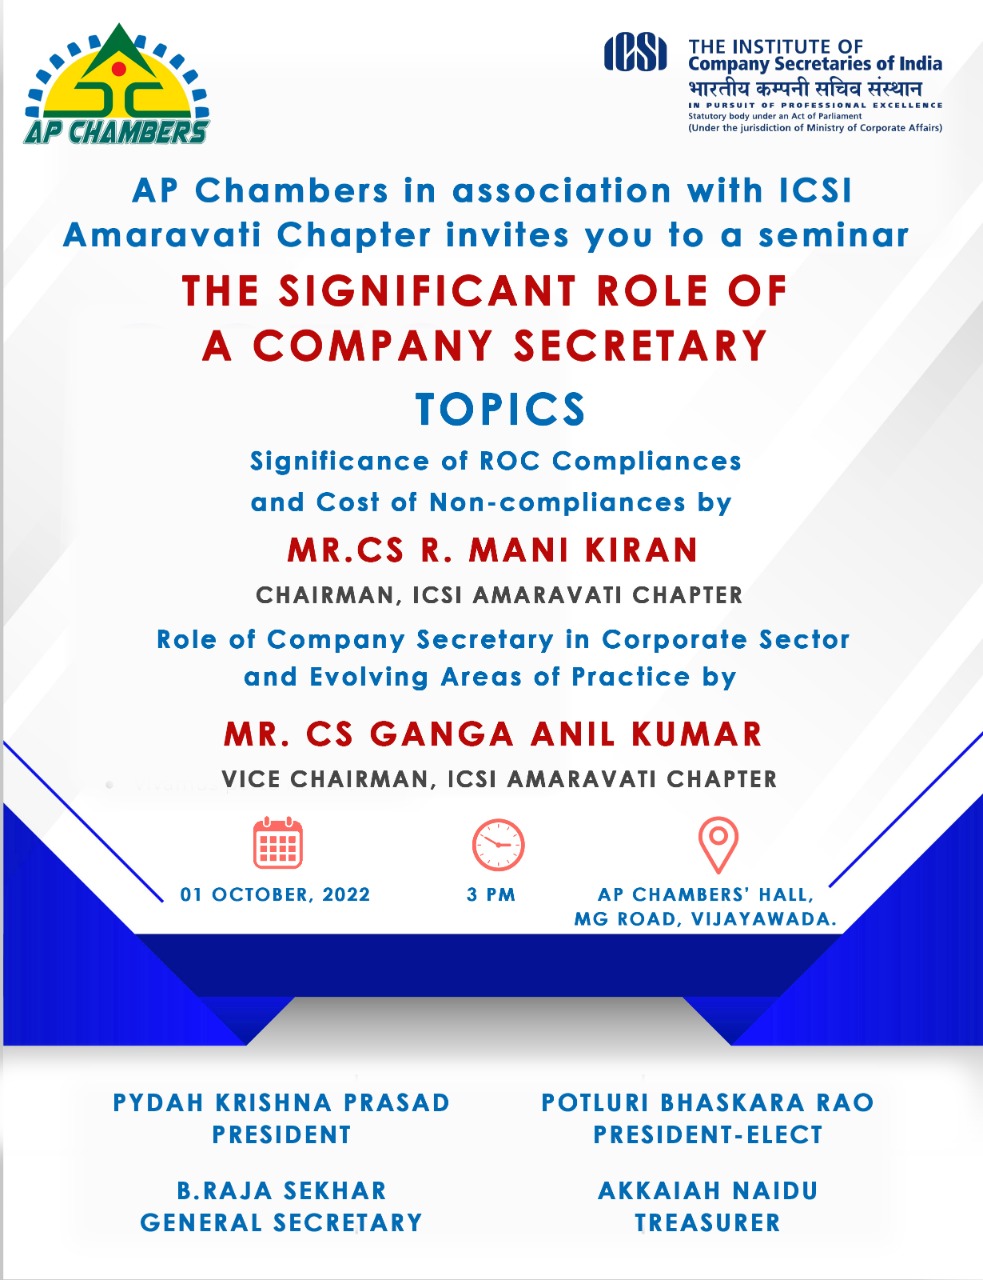 AP CHAMBERS
ICSI
THE INSTITUTE OF
Company Secretaries of India
भारतीय कम्पनी सचिव संस्थान
IN PURSUIT OF PROFESSIONAL EXCELLENCE
Statutory body under an Act of Parliament
(Under the jurisdiction of Ministry of Corporate Affairs)
AP Chambers in association with ICSI
Amaravati Chapter invites you to a seminar
THE SIGNIFICANT ROLE OF
A COMPANY SECRETARY
TOPICS
Significance of ROC Compliances
and Cost of Non-compliances by
MR.CS R. MANI KIRAN
CHAIRMAN, ICSI AMARAVATI CHAPTER
Role of Company Secretary in Corporate Sector
and Evolving Areas of Practice by
MR. CS GANGA ANIL KUMAR
VICE CHAIRMAN, ICSI AMARAVATI CHAPTER
01 OCTOBER, 2022
3 PM
AP CHAMBERS' HALL,
MG ROAD, VIJAYAWADA.
PYDAH KRISHNA PRASAD
PRESIDENT
POTLURI BHASKARA RAO
PRESIDENT-ELECT
B.RAJA SEKHAR
GENERAL SECRETARY
AKKAIAH NAIDU
TREASURER